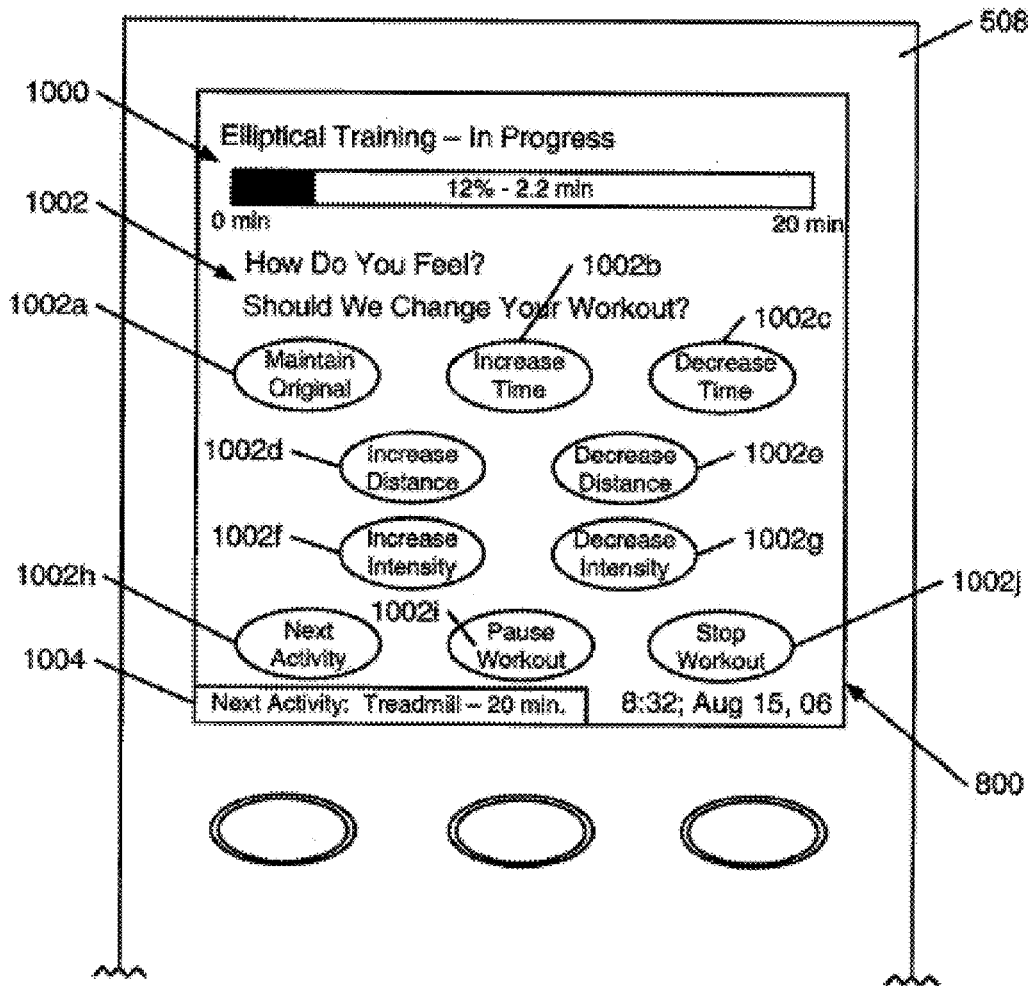 508
1000
Elliptical Training – In Progress
12% - 2.2 min
0 min 20 min
1002
How Do You Feel?
1002b
Should We Change Your Workout?
1002a
1002c
Maintain Original
Increase Time
Decrease Time
1002d
Increase Distance
Decrease Distance
1002e
1002f
Increase Intensity
Decrease Intensity
1002g
1002h
1002i
1002j
Next Activity
Pause Workout
Stop Workout
1004
Next Activity: Treadmill – 20 min.
8:32; Aug 15, 06
800